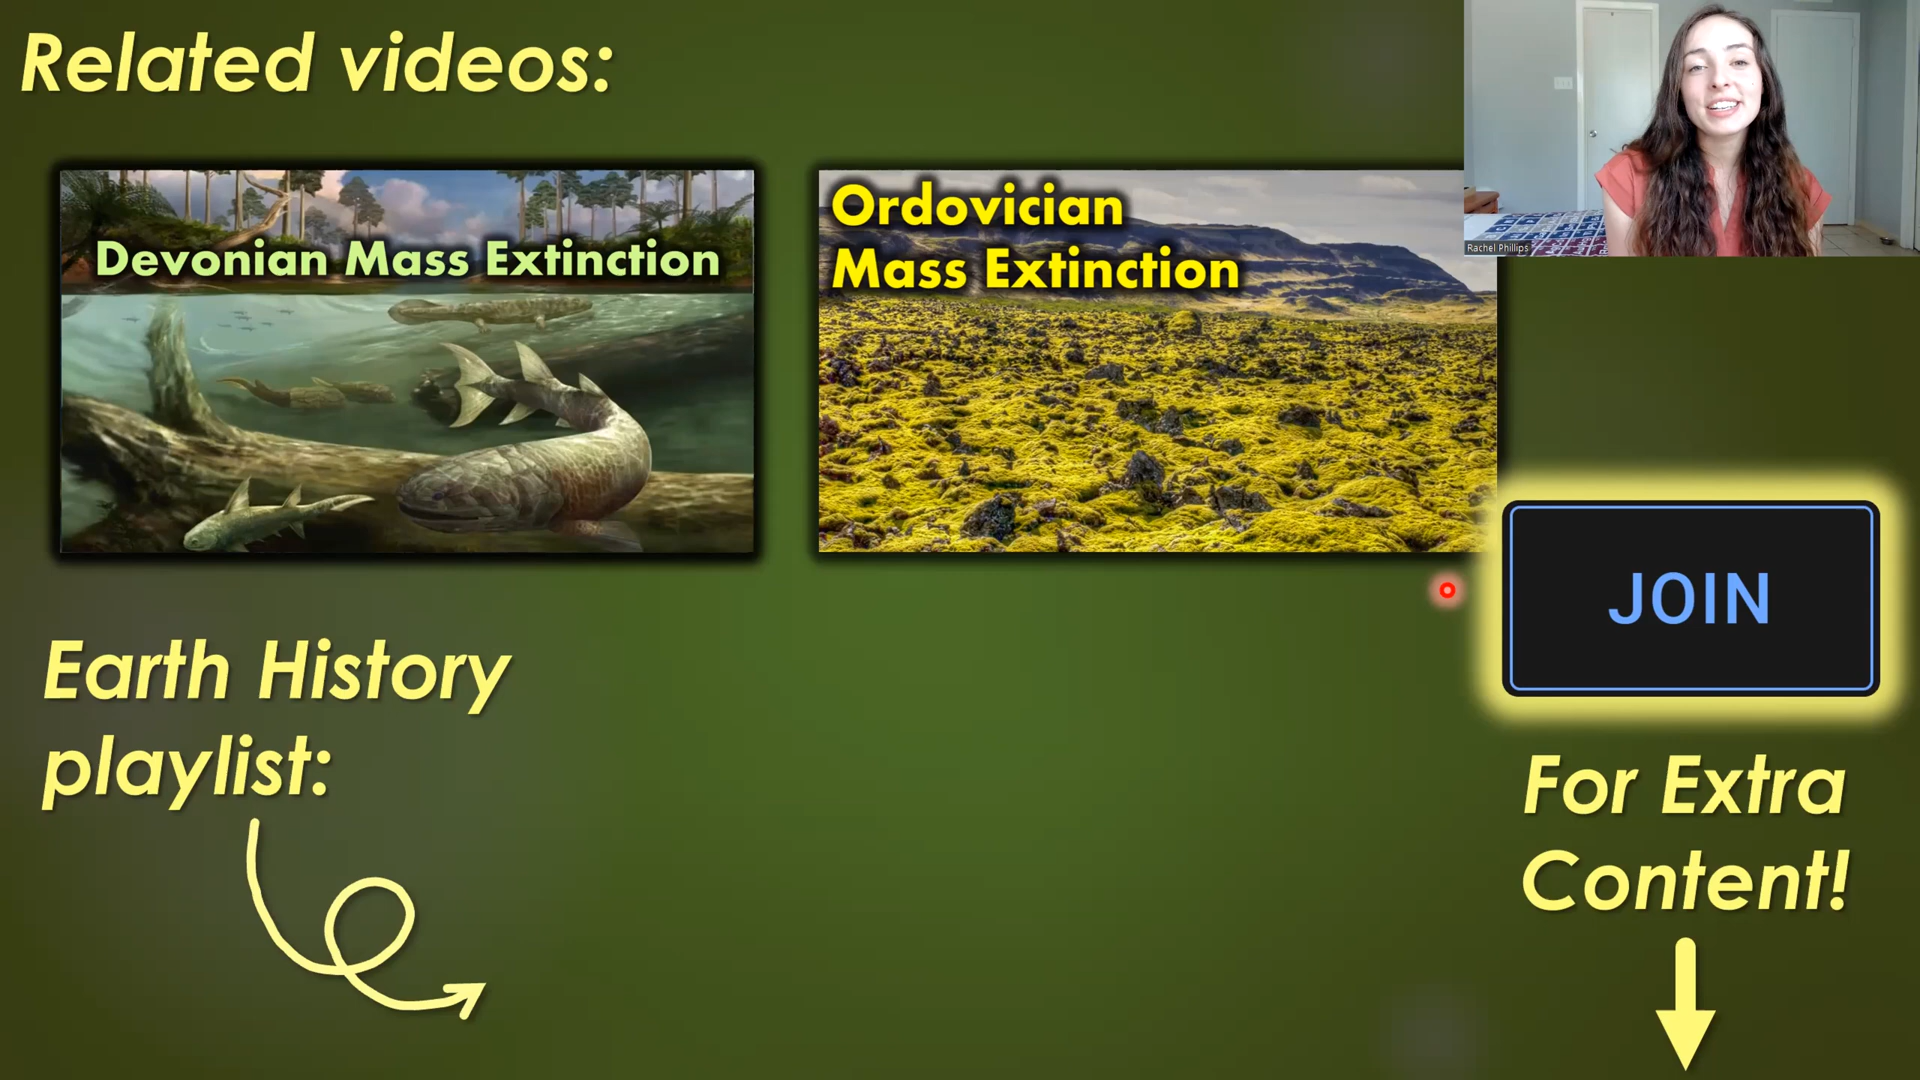 Related videos:
Devonian Mass Extinction
Ordovician
Mass Extinction
Rachel Phillips
JOIN
Earth History
playlist:
For Extra
Content!